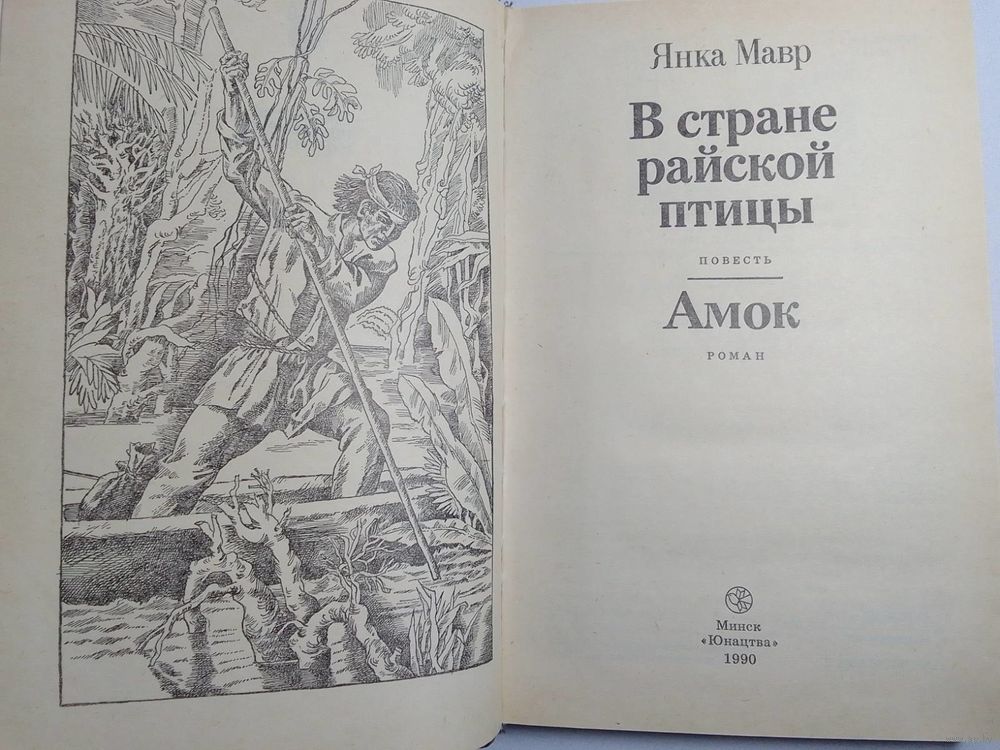 Янка Мавр
В стране
райской
птицы
ПОВЕСТЬ
Амок
РОМАН
Минск
«Юнацтва»
1990